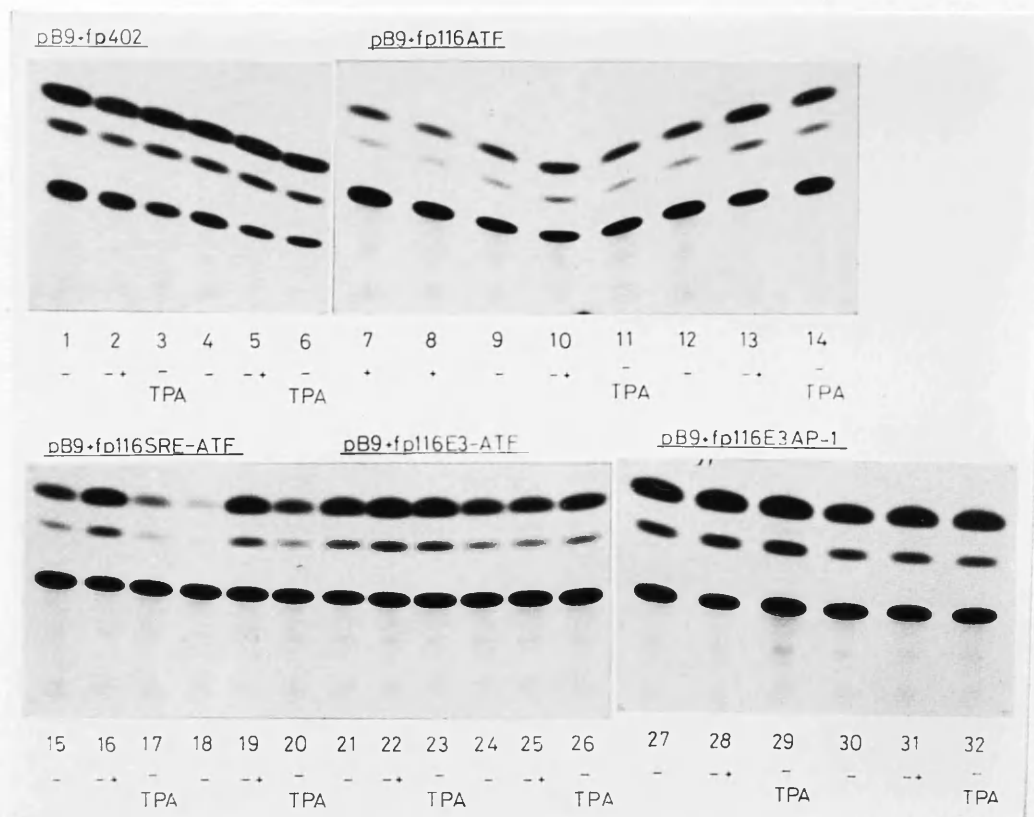 pB9+fp402
pB9+fp116ATF
1 2 3 4 5 6 7 8 9 10 11 12 13 14
- -+ - - -+ - + + - -+ - - -+ -
TPA TPA TPA TPA
pB9+fp116SRE-ATF
pB9+fp116E3-ATF
pB9+fp116E3AP-1
15 16 17 18 19 20 21 22 23 24 25 26 27 28 29 30 31 32
- -+ - - -+ - - -+ - - -+ - - -+ - - -+ -
TPA TPA TPA TPA TPA TPA